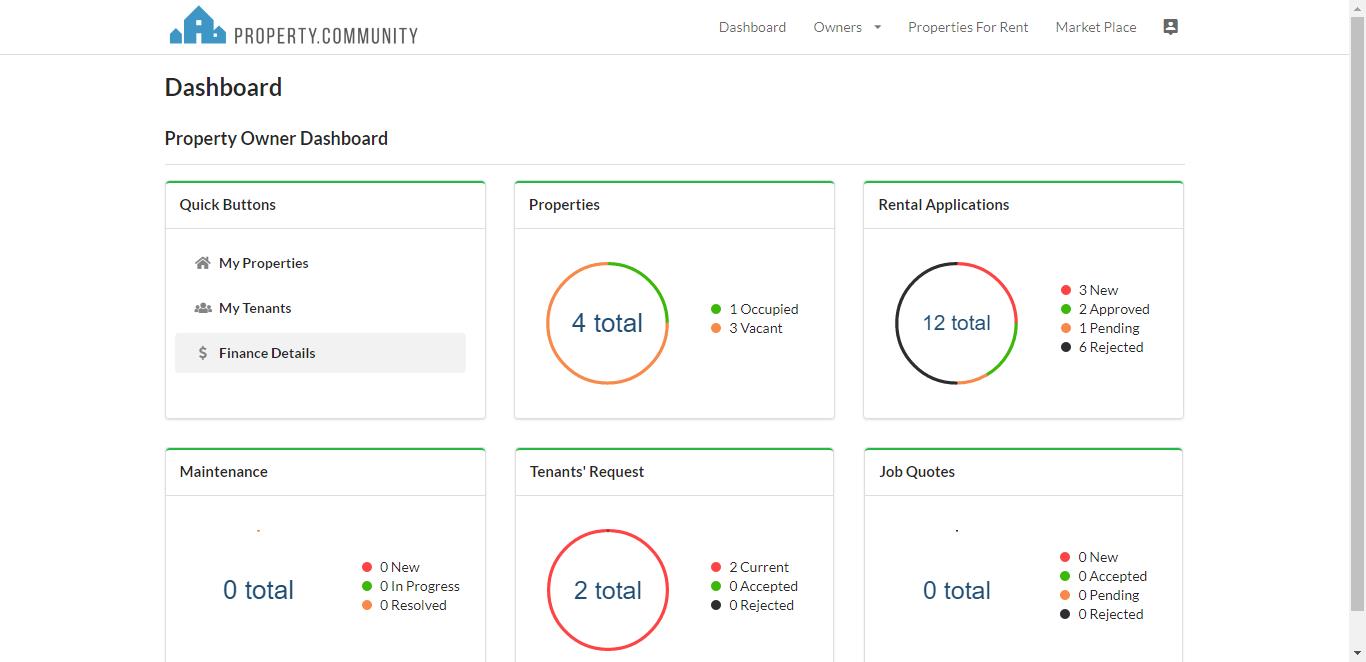 PROPERTY.COMMUNITY
Dashboard Owners Properties For Rent Market Place
Dashboard
Property Owner Dashboard
Quick Buttons
My Properties
My Tenants
$ Finance Details
Properties
4 total
1 Occupied
3 Vacant
Rental Applications
12 total
3 New
2 Approved
1 Pending
6 Rejected
Maintenance
0 total
0 New
0 In Progress
0 Resolved
Tenants' Request
2 total
2 Current
0 Accepted
0 Rejected
Job Quotes
0 total
0 New
0 Accepted
0 Pending
0 Rejected